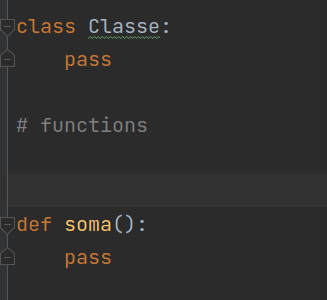 class Classe:
    pass
# functions
def soma():
    pass